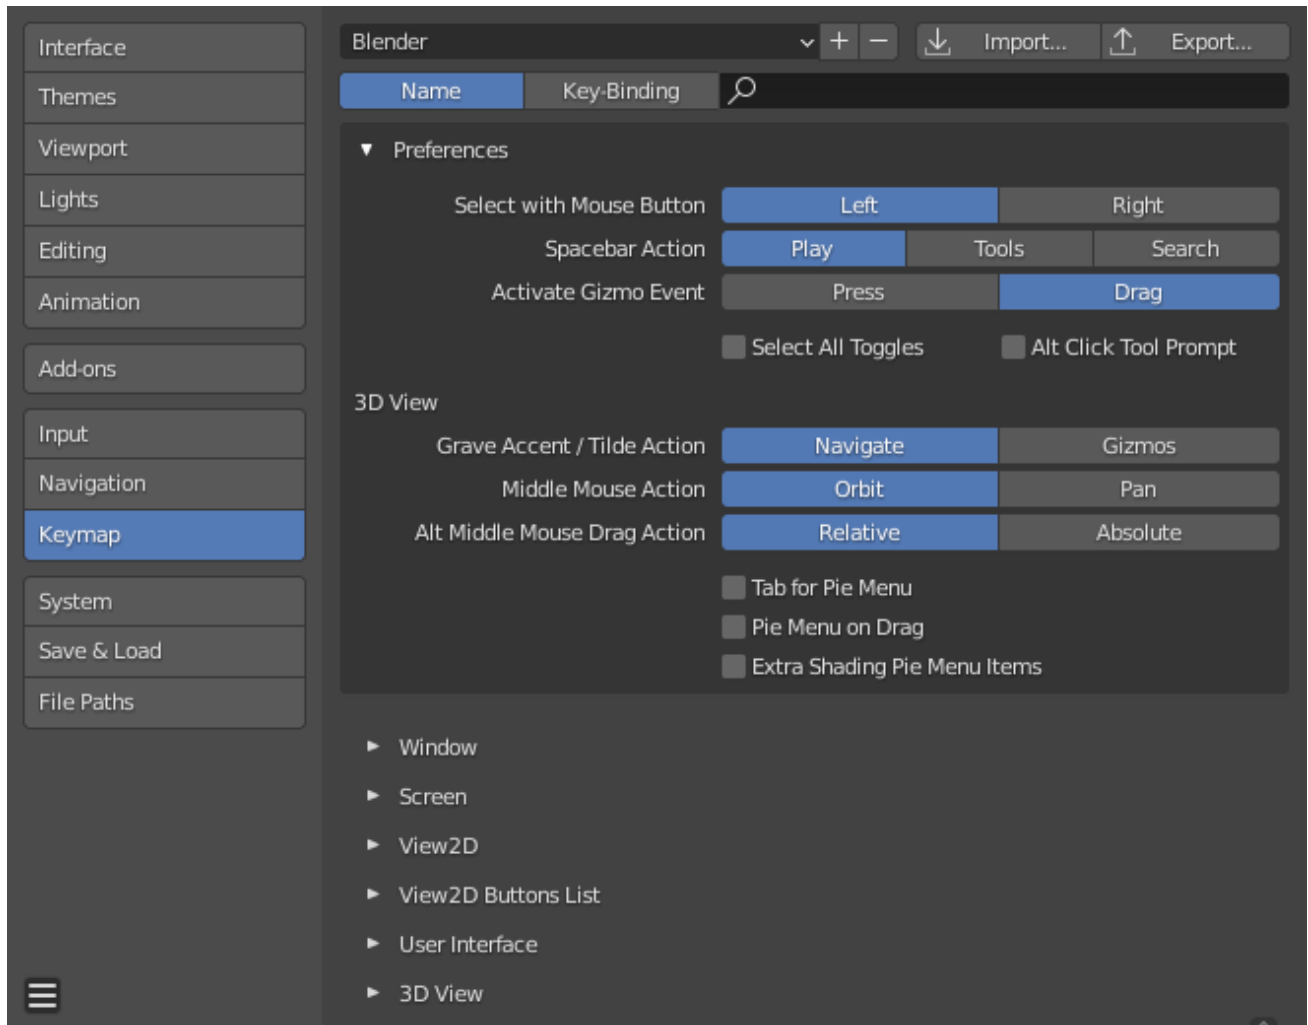 Interface
Themes
Viewport
Lights
Editing
Animation
Add-ons
Input
Navigation
Keymap
System
Save & Load
File Paths
Blender + − Import... Export...
Name Key-Binding
Preferences
Select with Mouse Button Left Right
Spacebar Action Play Tools Search
Activate Gizmo Event Press Drag
Select All Toggles Alt Click Tool Prompt
3D View
Grave Accent / Tilde Action Navigate Gizmos
Middle Mouse Action Orbit Pan
Alt Middle Mouse Drag Action Relative Absolute
Tab for Pie Menu
Pie Menu on Drag
Extra Shading Pie Menu Items
Window
Screen
View2D
View2D Buttons List
User Interface
3D View